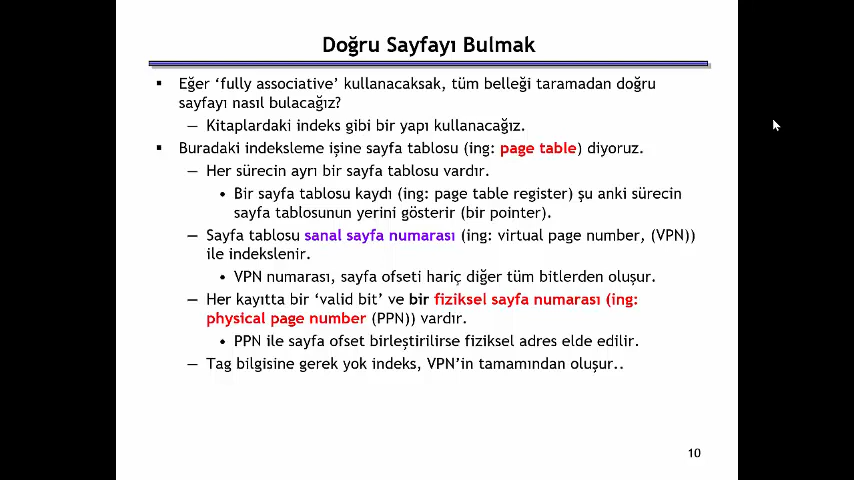 Doğru Sayfayı Bulmak
▪ Eğer ‘fully associative’ kullanacaksak, tüm belleği taramadan doğru
sayfayı nasıl bulacağız?
— Kitaplardaki indeks gibi bir yapı kullanacağız.
▪ Buradaki indeksleme işine sayfa tablosu (ing: page table) diyoruz.
— Her sürecin ayrı bir sayfa tablosu vardır.
• Bir sayfa tablosu kaydı (ing: page table register) şu anki sürecin
sayfa tablosunun yerini gösterir (bir pointer).
— Sayfa tablosu sanal sayfa numarası (ing: virtual page number, (VPN))
ile indekslenir.
• VPN numarası, sayfa ofseti hariç diğer tüm bitlerden oluşur.
— Her kayıtta bir ‘valid bit’ ve bir fiziksel sayfa numarası (ing:
physical page number (PPN)) vardır.
• PPN ile sayfa ofset birleştirilirse fiziksel adres elde edilir.
— Tag bilgisine gerek yok indeks, VPN’in tamamından oluşur..
10